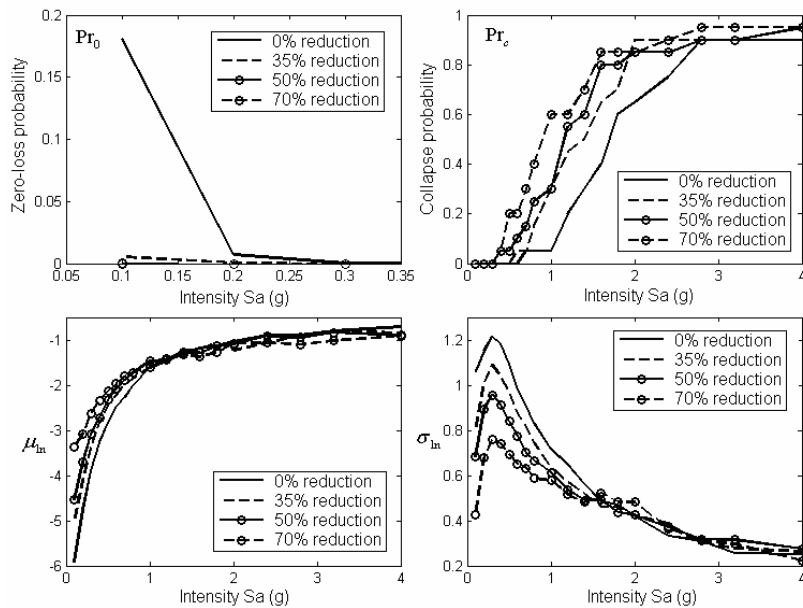 Pr0
0% reduction
35% reduction
50% reduction
70% reduction
Zero-loss probability
0.2
0.15
0.1
0.05
0
0.05 0.1 0.15 0.2 0.25 0.3 0.35
Intensity Sa (g)
Prc
Collapse probability
1
0.8
0.6
0.4
0.2
0
0% reduction
35% reduction
50% reduction
70% reduction
0 1 2 3 4
Intensity Sa (g)
μln
-1
-2
-3
-4
-5
-6
0% reduction
35% reduction
50% reduction
70% reduction
0 1 2 3 4
Intensity Sa (g)
σln
1.2
1
0.8
0.6
0.4
0.2
0% reduction
35% reduction
50% reduction
70% reduction
0 1 2 3 4
Intensity Sa (g)